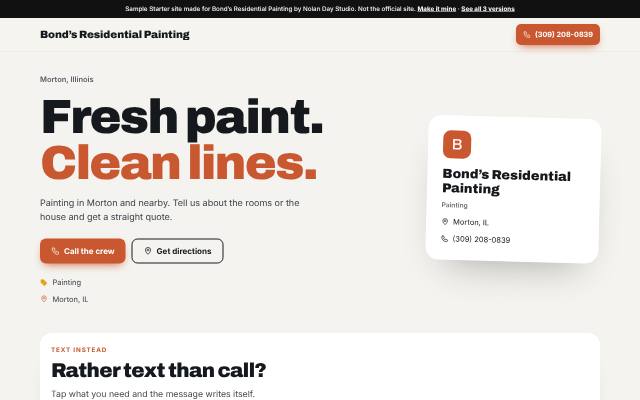 Sample Starter site made for Bond's Residential Painting by Nolan Day Studio. Not the official site. Make it mine · See all 3 versions
Bond's Residential Painting
(309) 208-0839
Morton, Illinois
Fresh paint.
Clean lines.
Painting in Morton and nearby. Tell us about the rooms or the
house and get a straight quote.
Call the crew
Get directions
Painting
Morton, IL
B
Bond's Residential
Painting
Painting
Morton, IL
(309) 208-0839
TEXT INSTEAD
Rather text than call?
Tap what you need and the message writes itself.